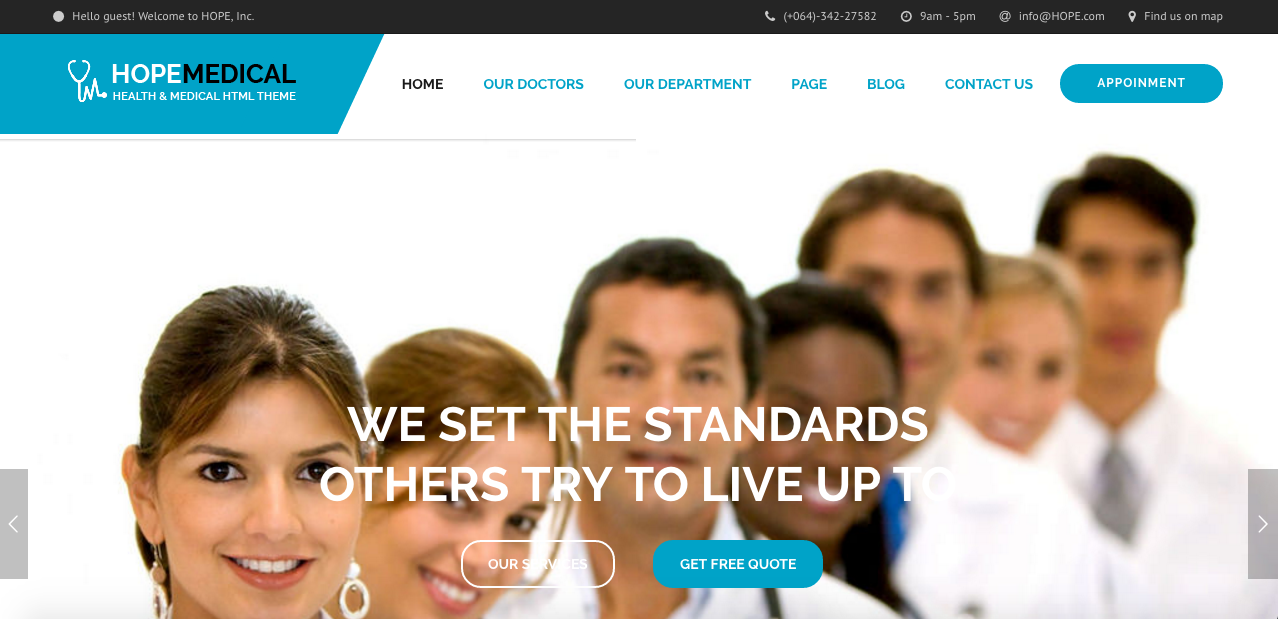 Hello guest! Welcome to HOPE, Inc.
(+064)-342-27582
9am - 5pm
info@HOPE.com
Find us on map
HOPEMEDICAL
HEALTH & MEDICAL HTML THEME
HOME
OUR DOCTORS
OUR DEPARTMENT
PAGE
BLOG
CONTACT US
APPOINMENT
WE SET THE STANDARDS
OTHERS TRY TO LIVE UP TO
OUR SERVICES
GET FREE QUOTE